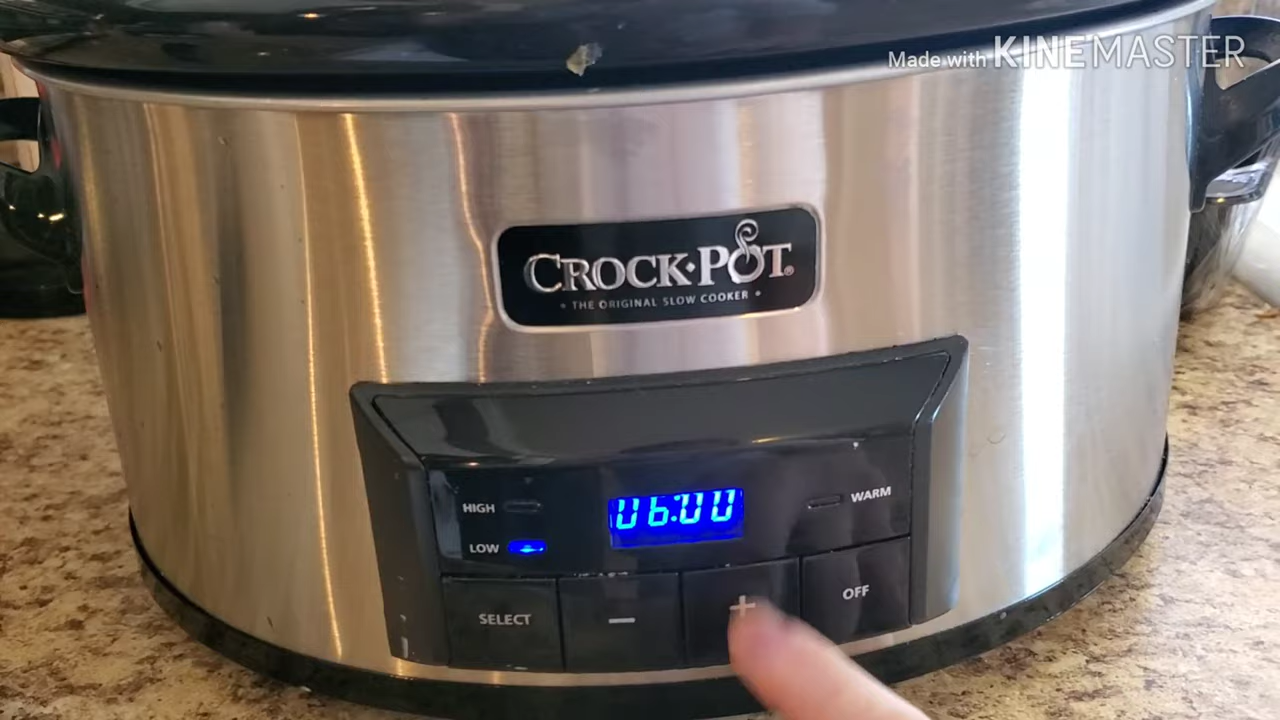 Made with KINEMASTER
CROCK•POT®
• THE ORIGINAL SLOW COOKER •
HIGH
06:00
WARM
LOW
SELECT
−
+
OFF